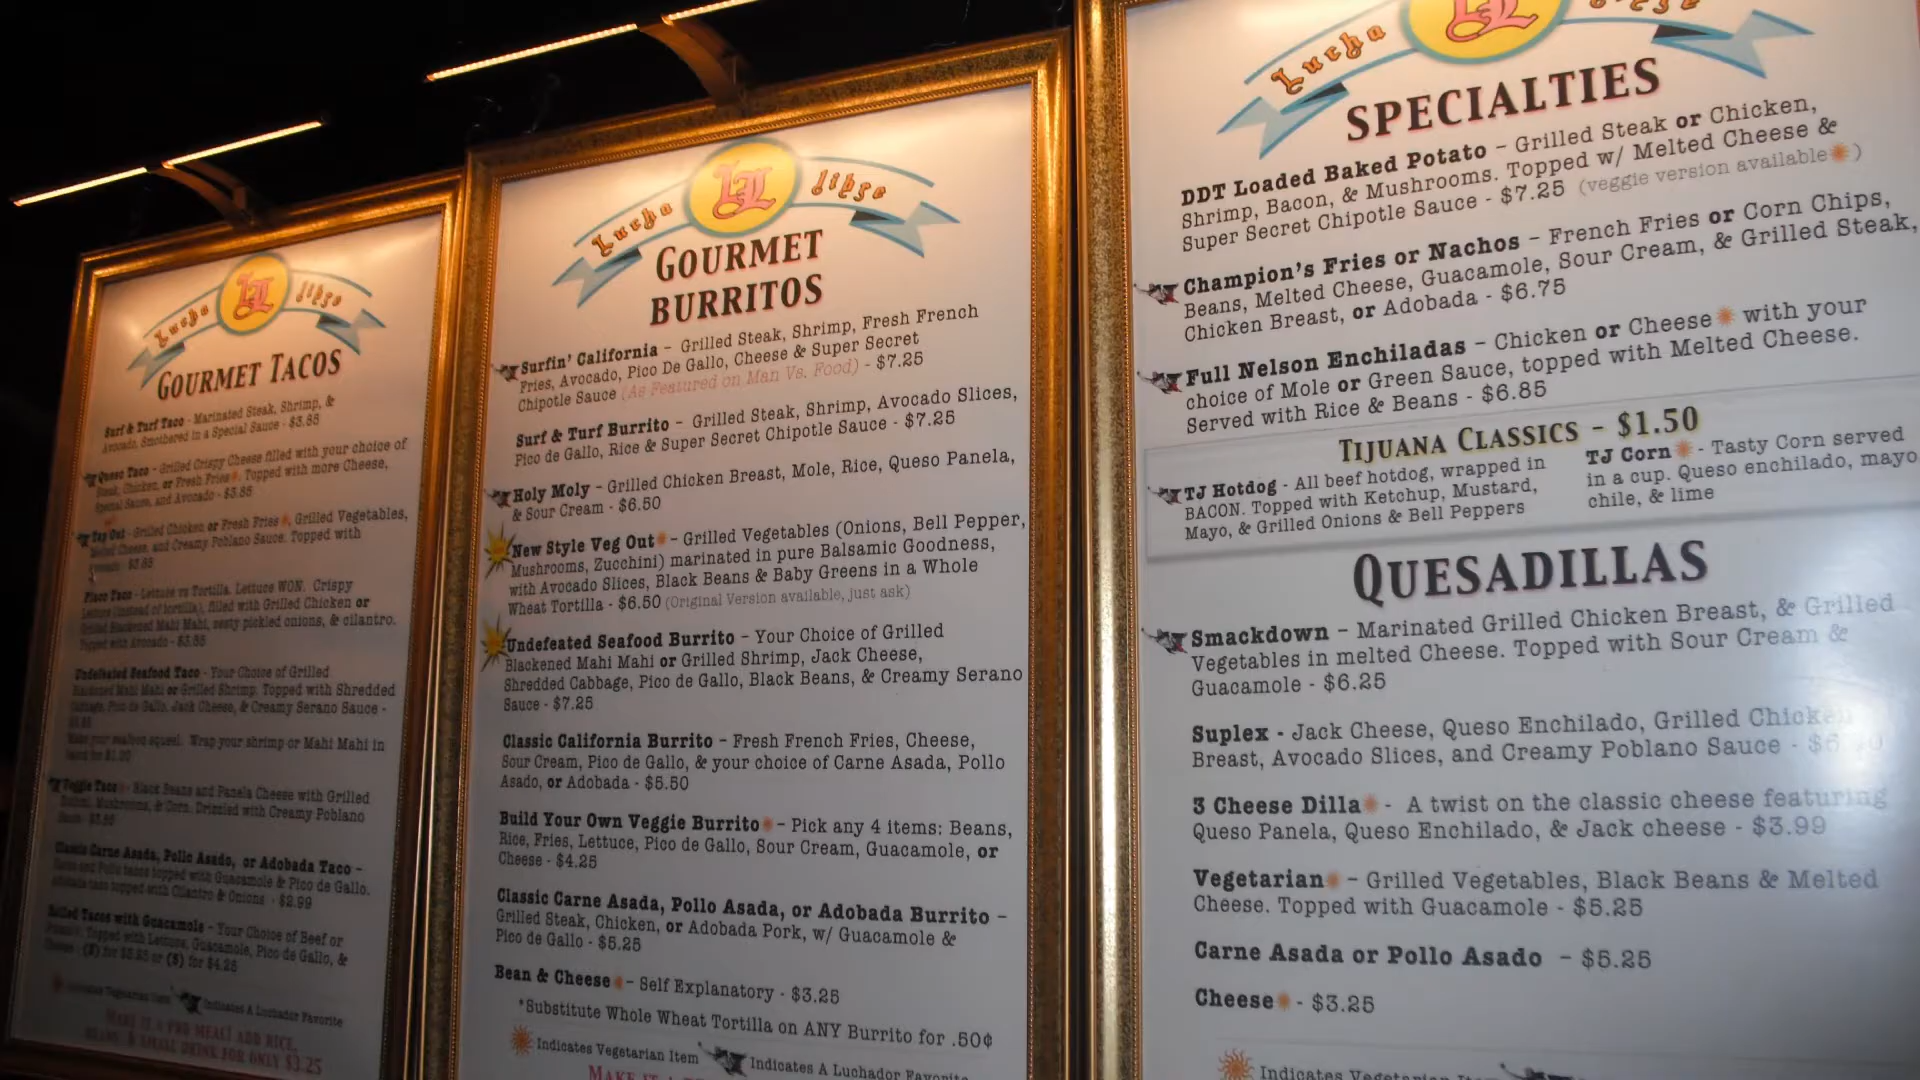 Lucha LL libre
GOURMET TACOS
Surf & Turf Taco - Marinated Steak, Shrimp, &
Avocado, Smothered in a Special Sauce - $3.85
Queso Taco - Grilled Crispy Cheese filled with your choice of
Steak, Chicken, or Fresh Fries. Topped with more Cheese,
Special Sauce, and Avocado - $3.85
Tap Out - Grilled Chicken or Fresh Fries, Grilled Vegetables,
Melted Cheese, and Creamy Poblano Sauce. Topped with
Avocado
Taco - Lettuce vs Tortilla. Lettuce WON. Crispy
Lettuce (instead of tortilla), filled with Grilled Chicken or
Grilled Blackened Mahi Mahi, zesty pickled onions, & cilantro.
Topped with Avocado
Undefeated Seafood Taco - Your Choice of Grilled
Blackened Mahi Mahi or Grilled Shrimp. Topped with Shredded
Cabbage, Pico de Gallo, Jack Cheese, & Creamy Serano Sauce -
Wrap your shrimp or Mahi Mahi in
Veggie Taco - Black Beans and Panela Cheese with Grilled
Mushrooms, & Corn. Drizzled with Creamy Poblano
Sauce
Classic Carne Asada, Pollo Asada, or Adobada Taco -
tacos topped with Guacamole & Pico de Gallo.
Adobada taco topped with Cilantro & Onions - $2.99
Rolled Tacos with Guacamole - Your Choice of Beef or
Topped with Lettuce, Guacamole, Pico de Gallo, &
Cheese - or (5) for $4.25
Indicates Vegetarian Item Indicates A Luchador Favorite
MAKE IT A PRO MEAL! ADD RICE,
BEANS, & SMALL DRINK FOR ONLY $3.25
Lucha LL libre
GOURMET
BURRITOS
Surfin' California - Grilled Steak, Shrimp, Fresh French
Fries, Avocado, Pico De Gallo, Cheese & Super Secret
Chipotle Sauce (As Featured on Man Vs. Food) - $7.25
Surf & Turf Burrito - Grilled Steak, Shrimp, Avocado Slices,
Pico de Gallo, Rice & Super Secret Chipotle Sauce - $7.25
Holy Moly - Grilled Chicken Breast, Mole, Rice, Queso Panela,
& Sour Cream - $6.50
New Style Veg Out - Grilled Vegetables (Onions, Bell Pepper,
Mushrooms, Zucchini) marinated in pure Balsamic Goodness,
with Avocado Slices, Black Beans & Baby Greens in a Whole
Wheat Tortilla - $6.50 (Original Version available, just ask)
Undefeated Seafood Burrito - Your Choice of Grilled
Blackened Mahi Mahi or Grilled Shrimp, Jack Cheese,
Shredded Cabbage, Pico de Gallo, Black Beans, & Creamy Serano
Sauce - $7.25
Classic California Burrito - Fresh French Fries, Cheese,
Sour Cream, Pico de Gallo, & your choice of Carne Asada, Pollo
Asado, or Adobada - $5.50
Build Your Own Veggie Burrito - Pick any 4 items: Beans,
Rice, Fries, Lettuce, Pico de Gallo, Sour Cream, Guacamole, or
Cheese - $4.25
Classic Carne Asada, Pollo Asada, or Adobada Burrito -
Grilled Steak, Chicken, or Adobada Pork, w/ Guacamole &
Pico de Gallo - $5.25
Bean & Cheese - Self Explanatory - $3.25
*Substitute Whole Wheat Tortilla on ANY Burrito for .50¢
Indicates Vegetarian Item Indicates A Luchador Favorite
MAKE IT A
Lucha LL libre
SPECIALTIES
DDT Loaded Baked Potato - Grilled Steak or Chicken,
Shrimp, Bacon, & Mushrooms. Topped w/ Melted Cheese &
Super Secret Chipotle Sauce - $7.25 (veggie version available)
Champion's Fries or Nachos - French Fries or Corn Chips,
Beans, Melted Cheese, Guacamole, Sour Cream, & Grilled Steak,
Chicken Breast, or Adobada - $6.75
Full Nelson Enchiladas - Chicken or Cheese with your
choice of Mole or Green Sauce, topped with Melted Cheese.
Served with Rice & Beans - $6.85
TIJUANA CLASSICS - $1.50
TJ Hotdog - All beef hotdog, wrapped in
BACON. Topped with Ketchup, Mustard,
Mayo, & Grilled Onions & Bell Peppers
TJ Corn - Tasty Corn served
in a cup. Queso enchilado, mayo
chile, & lime
QUESADILLAS
Smackdown - Marinated Grilled Chicken Breast, & Grilled
Vegetables in melted Cheese. Topped with Sour Cream &
Guacamole - $6.25
Suplex - Jack Cheese, Queso Enchilado, Grilled Chicken
Breast, Avocado Slices, and Creamy Poblano Sauce -
3 Cheese Dilla - A twist on the classic cheese featuring
Queso Panela, Queso Enchilado, & Jack cheese - $3.99
Vegetarian - Grilled Vegetables, Black Beans & Melted
Cheese. Topped with Guacamole - $5.25
Carne Asada or Pollo Asado - $5.25
Cheese - $3.25
Indicates Vegetarian Item